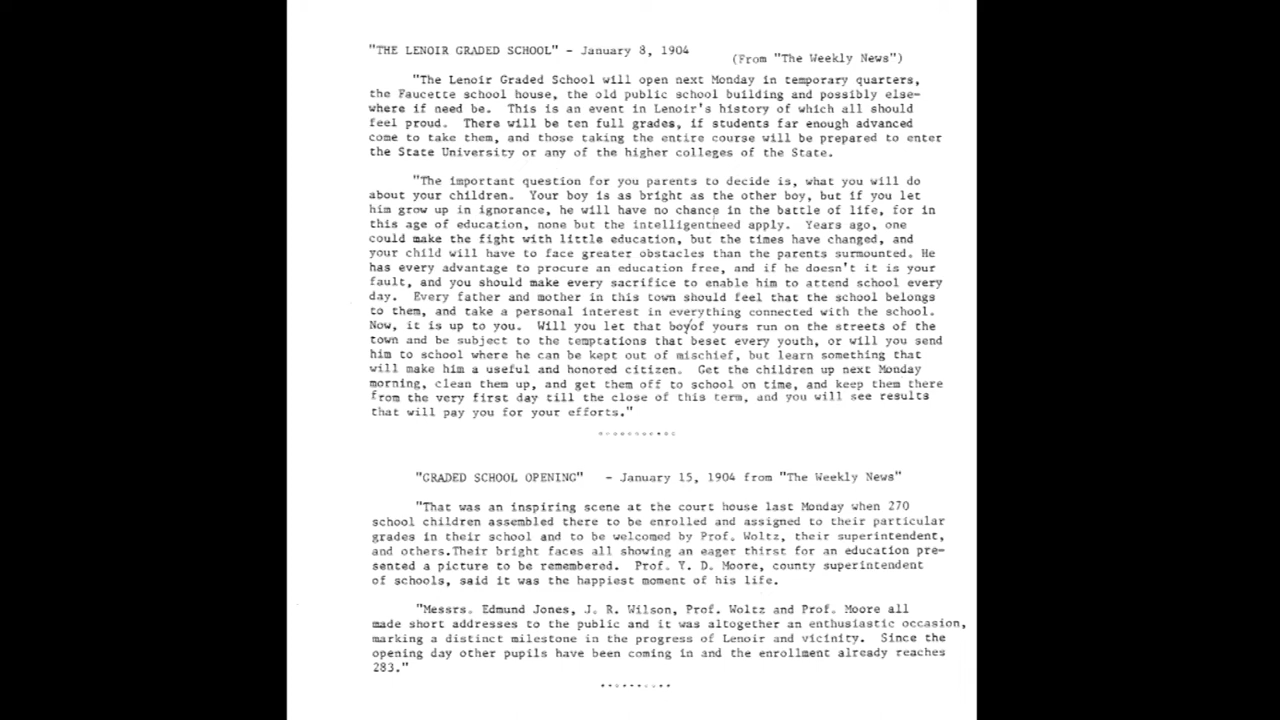 "THE LENOIR GRADED SCHOOL" - January 8, 1904
(From "The Weekly News")
"The Lenoir Graded School will open next Monday in temporary quarters,
the Faucette school house, the old public school building and possibly else-
where if need be. This is an event in Lenoir's history of which all should
feel proud. There will be ten full grades, if students far enough advanced
come to take them, and those taking the entire course will be prepared to enter
the State University or any of the higher colleges of the State.
"The important question for you parents to decide is, what you will do
about your children. Your boy is as bright as the other boy, but if you let
him grow up in ignorance, he will have no chance in the battle of life, for in
this age of education, none but the intelligentneed apply. Years ago, one
could make the fight with little education, but the times have changed, and
your child will have to face greater obstacles than the parents surmounted. He
has every advantage to procure an education free, and if he doesn't it is your
fault, and you should make every sacrifice to enable him to attend school every
day. Every father and mother in this town should feel that the school belongs
to them, and take a personal interest in everything connected with the school.
Now, it is up to you. Will you let that boy/of yours run on the streets of the
town and be subject to the temptations that beset every youth, or will you send
him to school where he can be kept out of mischief, but learn something that
will make him a useful and honored citizen. Get the children up next Monday
morning, clean them up, and get them off to school on time, and keep them there
from the very first day till the close of this term, and you will see results
that will pay you for your efforts."
"GRADED SCHOOL OPENING" - January 15, 1904 from "The Weekly News"
"That was an inspiring scene at the court house last Monday when 270
school children assembled there to be enrolled and assigned to their particular
grades in their school and to be welcomed by Prof. Woltz, their superintendent,
and others.Their bright faces all showing an eager thirst for an education pre-
sented a picture to be remembered. Prof. Y. D. Moore, county superintendent
of schools, said it was the happiest moment of his life.
"Messrs. Edmund Jones, J. R. Wilson, Prof. Woltz and Prof. Moore all
made short addresses to the public and it was altogether an enthusiastic occasion,
marking a distinct milestone in the progress of Lenoir and vicinity. Since the
opening day other pupils have been coming in and the enrollment already reaches
283."